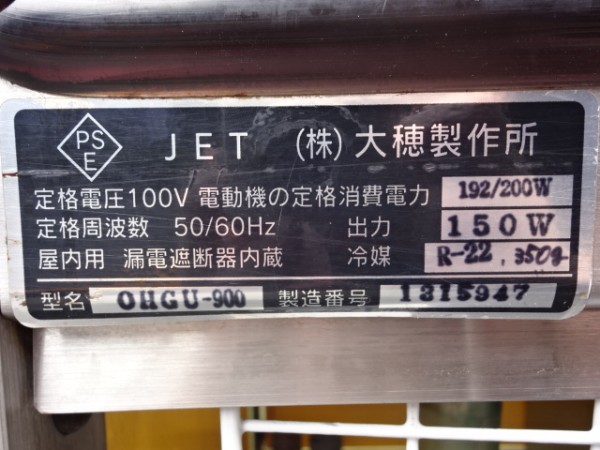 PS E JET (株)大穂製作所
定格電圧100V 電動機の定格消費電力 192/200W
定格周波数 50/60Hz 出力 150W
屋内用 漏電遮断器内蔵 冷媒 R-22. 350g
型名 OHGU-900 製造番号 1315947